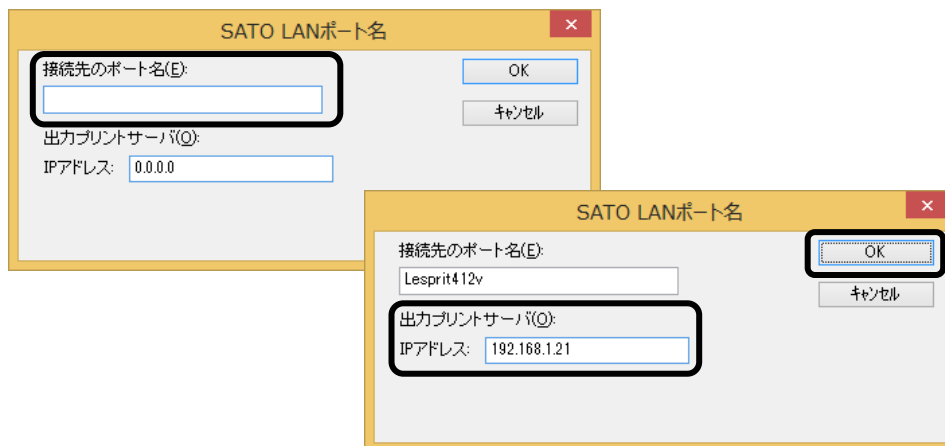 SATO LANポート名
接続先のポート名(E):
OK
キャンセル
出力プリントサーバ(O):
IPアドレス: 0.0.0.0
SATO LANポート名
接続先のポート名(E):
OK
Lesprit412v
キャンセル
出力プリントサーバ(O):
IPアドレス: 192.168.1.21